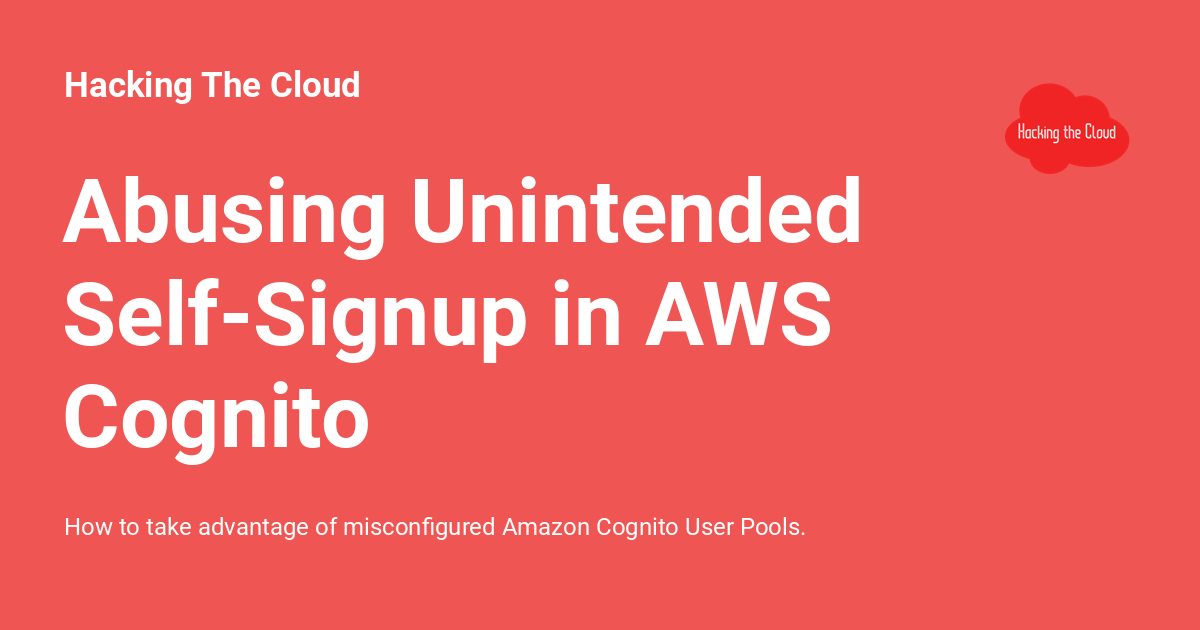 Hacking The Cloud
Hacking the Cloud
Abusing Unintended
Self-Signup in AWS
Cognito
How to take advantage of misconfigured Amazon Cognito User Pools.